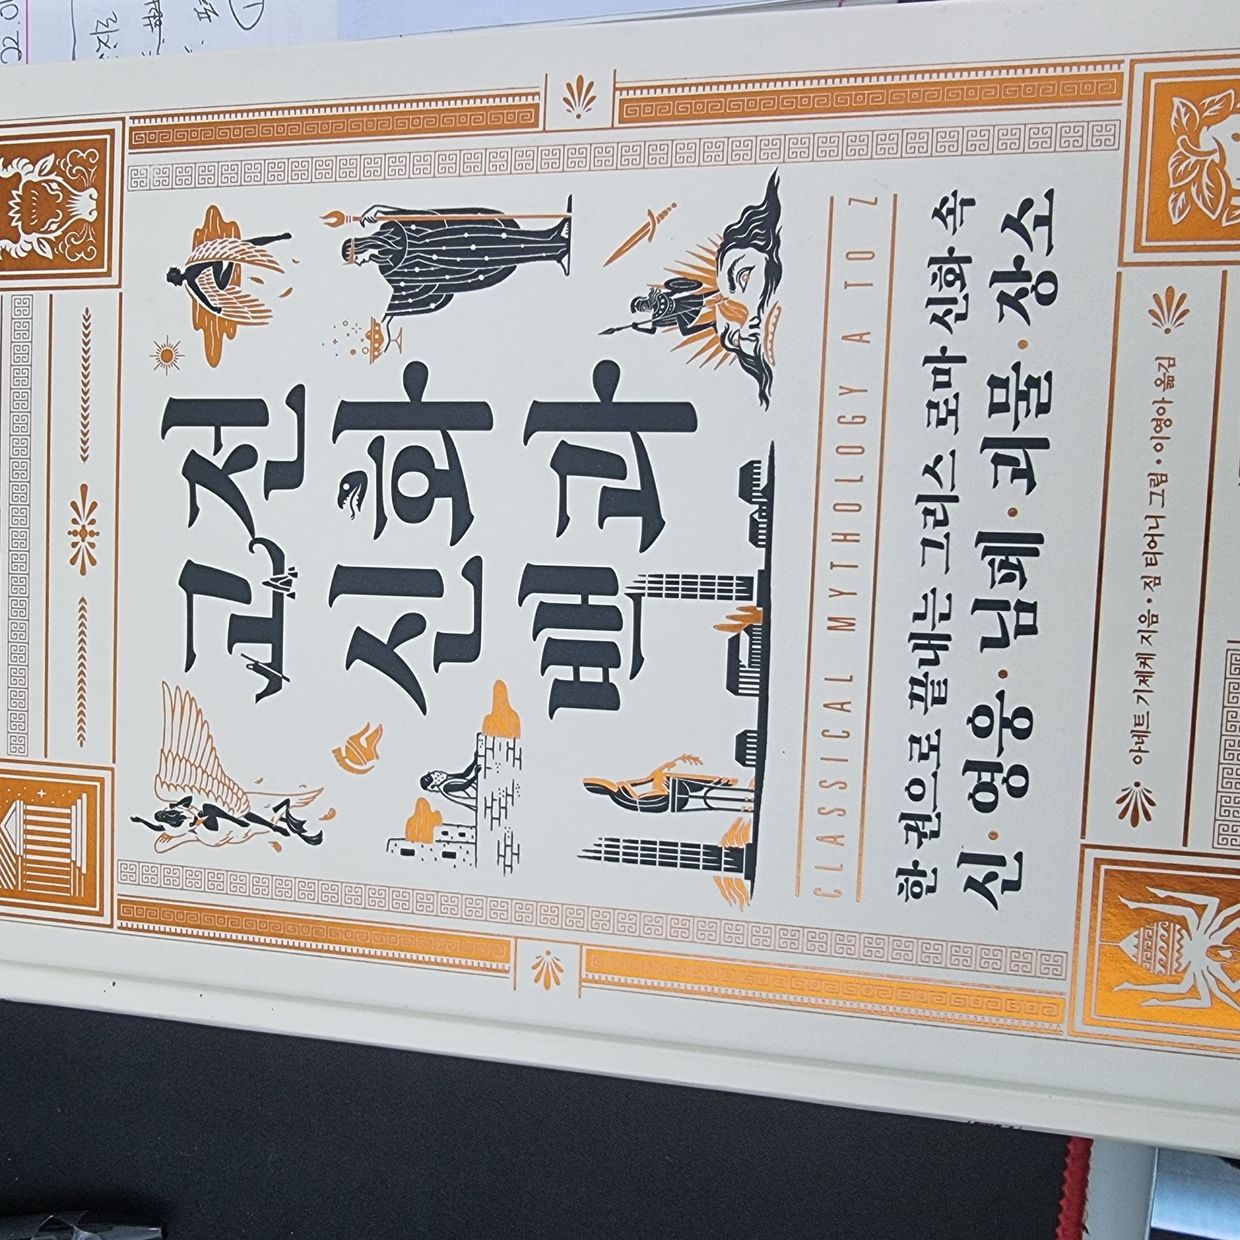 고전
신화
백과
CLASSICAL MYTHOLOGY A TO Z
한 권으로 끝내는 그리스 로마 신화 속
신·영웅·님페·괴물·장소
아네트 기제케 지음·짐 티어니 그림·이영아 옮김